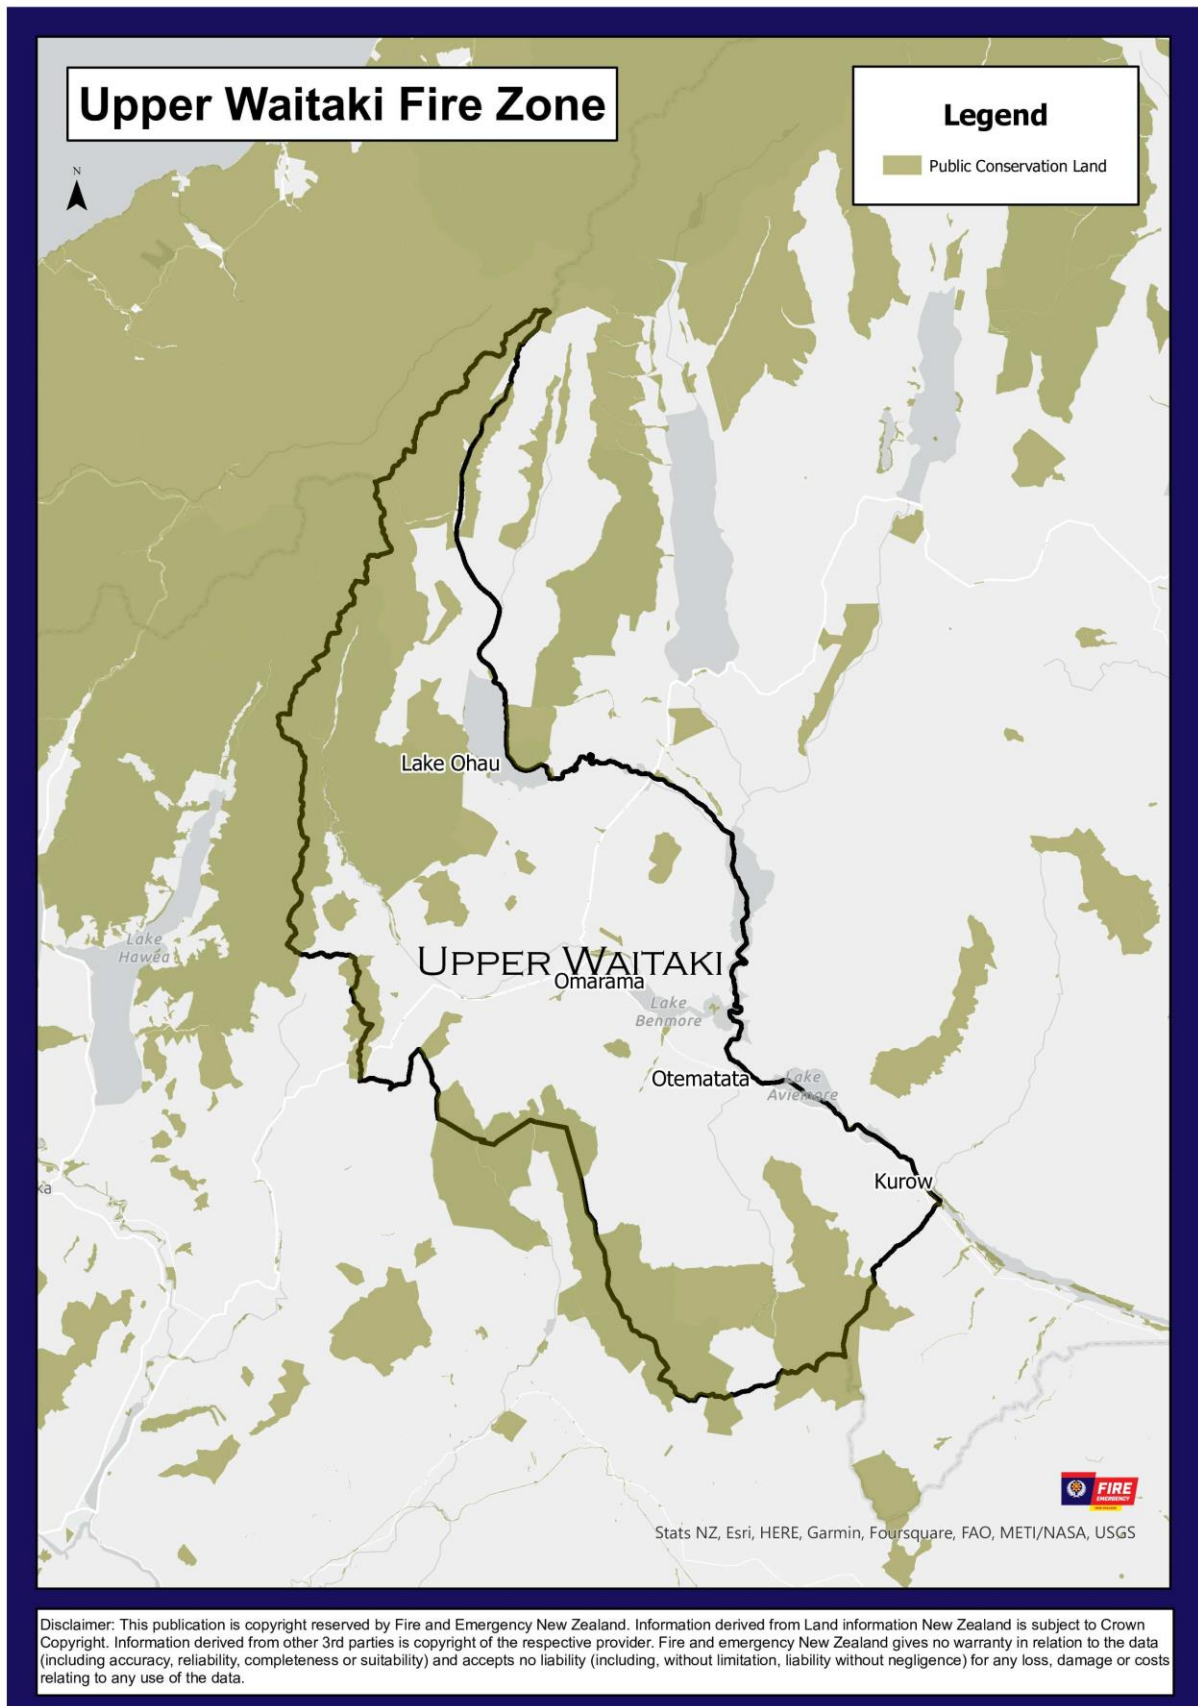 Upper Waitaki Fire Zone
Legend
Public Conservation Land
N
Lake Ohau
Lake
Hawea
UPPER WAITAKI
Omarama
Lake
Benmore
Otematata
Lake
Aviemore
Kurow
ka
FIRE
EMERGENCY
NEW ZEALAND
Stats NZ, Esri, HERE, Garmin, Foursquare, FAO, METI/NASA, USGS
Disclaimer: This publication is copyright reserved by Fire and Emergency New Zealand. Information derived from Land information New Zealand is subject to Crown
Copyright. Information derived from other 3rd parties is copyright of the respective provider. Fire and emergency New Zealand gives no warranty in relation to the data
(including accuracy, reliability, completeness or suitability) and accepts no liability (including, without limitation, liability without negligence) for any loss, damage or costs
relating to any use of the data.